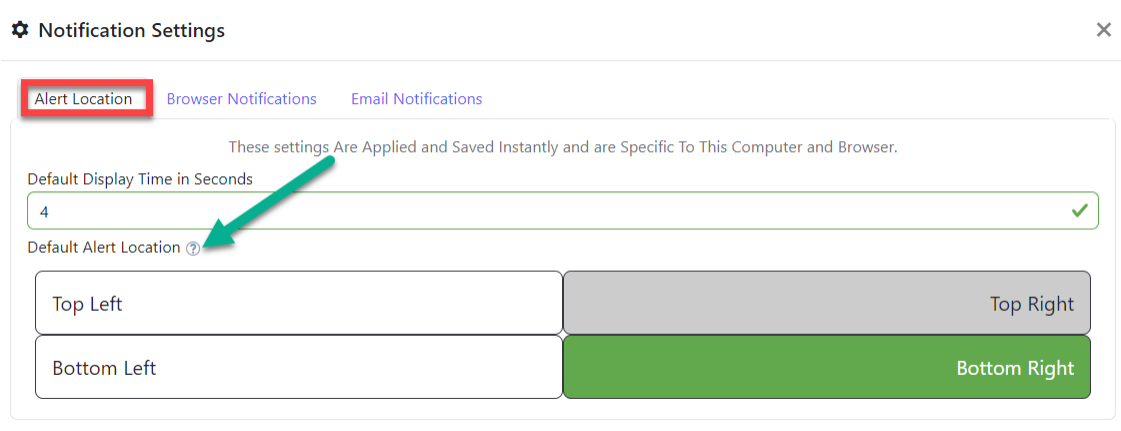 Notification Settings
Alert Location Browser Notifications Email Notifications
These settings Are Applied and Saved Instantly and are Specific To This Computer and Browser.
Default Display Time in Seconds
4
Default Alert Location ?
Top Left Top Right
Bottom Left Bottom Right